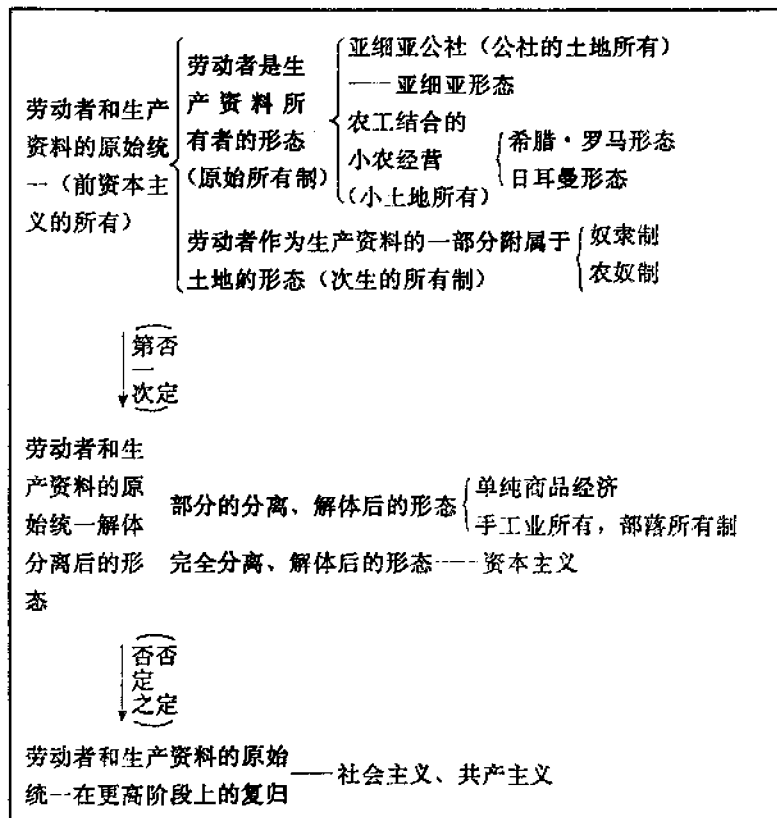 劳动者和生产
资料的原始统
一（前资本主
义的所有）
劳动者是生
产资料所
有者的形态
（原始所有制）
亚细亚公社（公社的土地所有）
——亚细亚形态
农工结合的
小农经营
（小土地所有）
希腊·罗马形态
日耳曼形态
劳动者作为生产资料的一部分附属于
土地的形态（次生的所有制）
奴隶制
农奴制
（第一次
否定）
劳动者和生
产资料的原
始统一解体
分离后的形
态
部分的分离、解体后的形态
单纯商品经济
手工业所有，部落所有制
完全分离、解体后的形态——资本主义
（否定之
否定）
劳动者和生产资料的原始
统一在更高阶段上的复归
——社会主义、共产主义